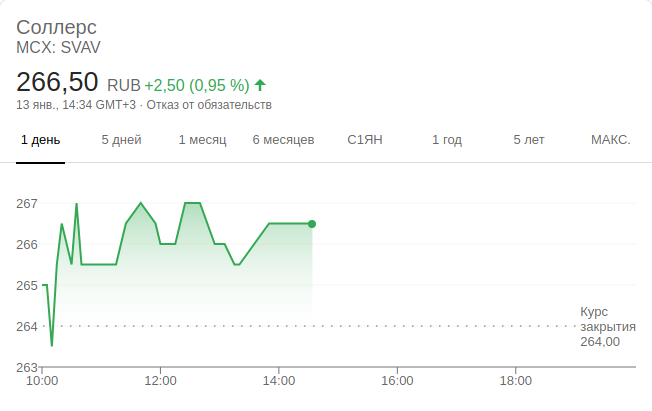 Соллерс
MCX: SVAV
266,50 RUB +2,50 (0,95 %)
13 янв., 14:34 GMT+3 · Отказ от обязательств
1 день 5 дней 1 месяц 6 месяцев С1ЯН 1 год 5 лет МАКС.
267
266
265
264
263
Курс
закрытия
264,00
10:00 12:00 14:00 16:00 18:00